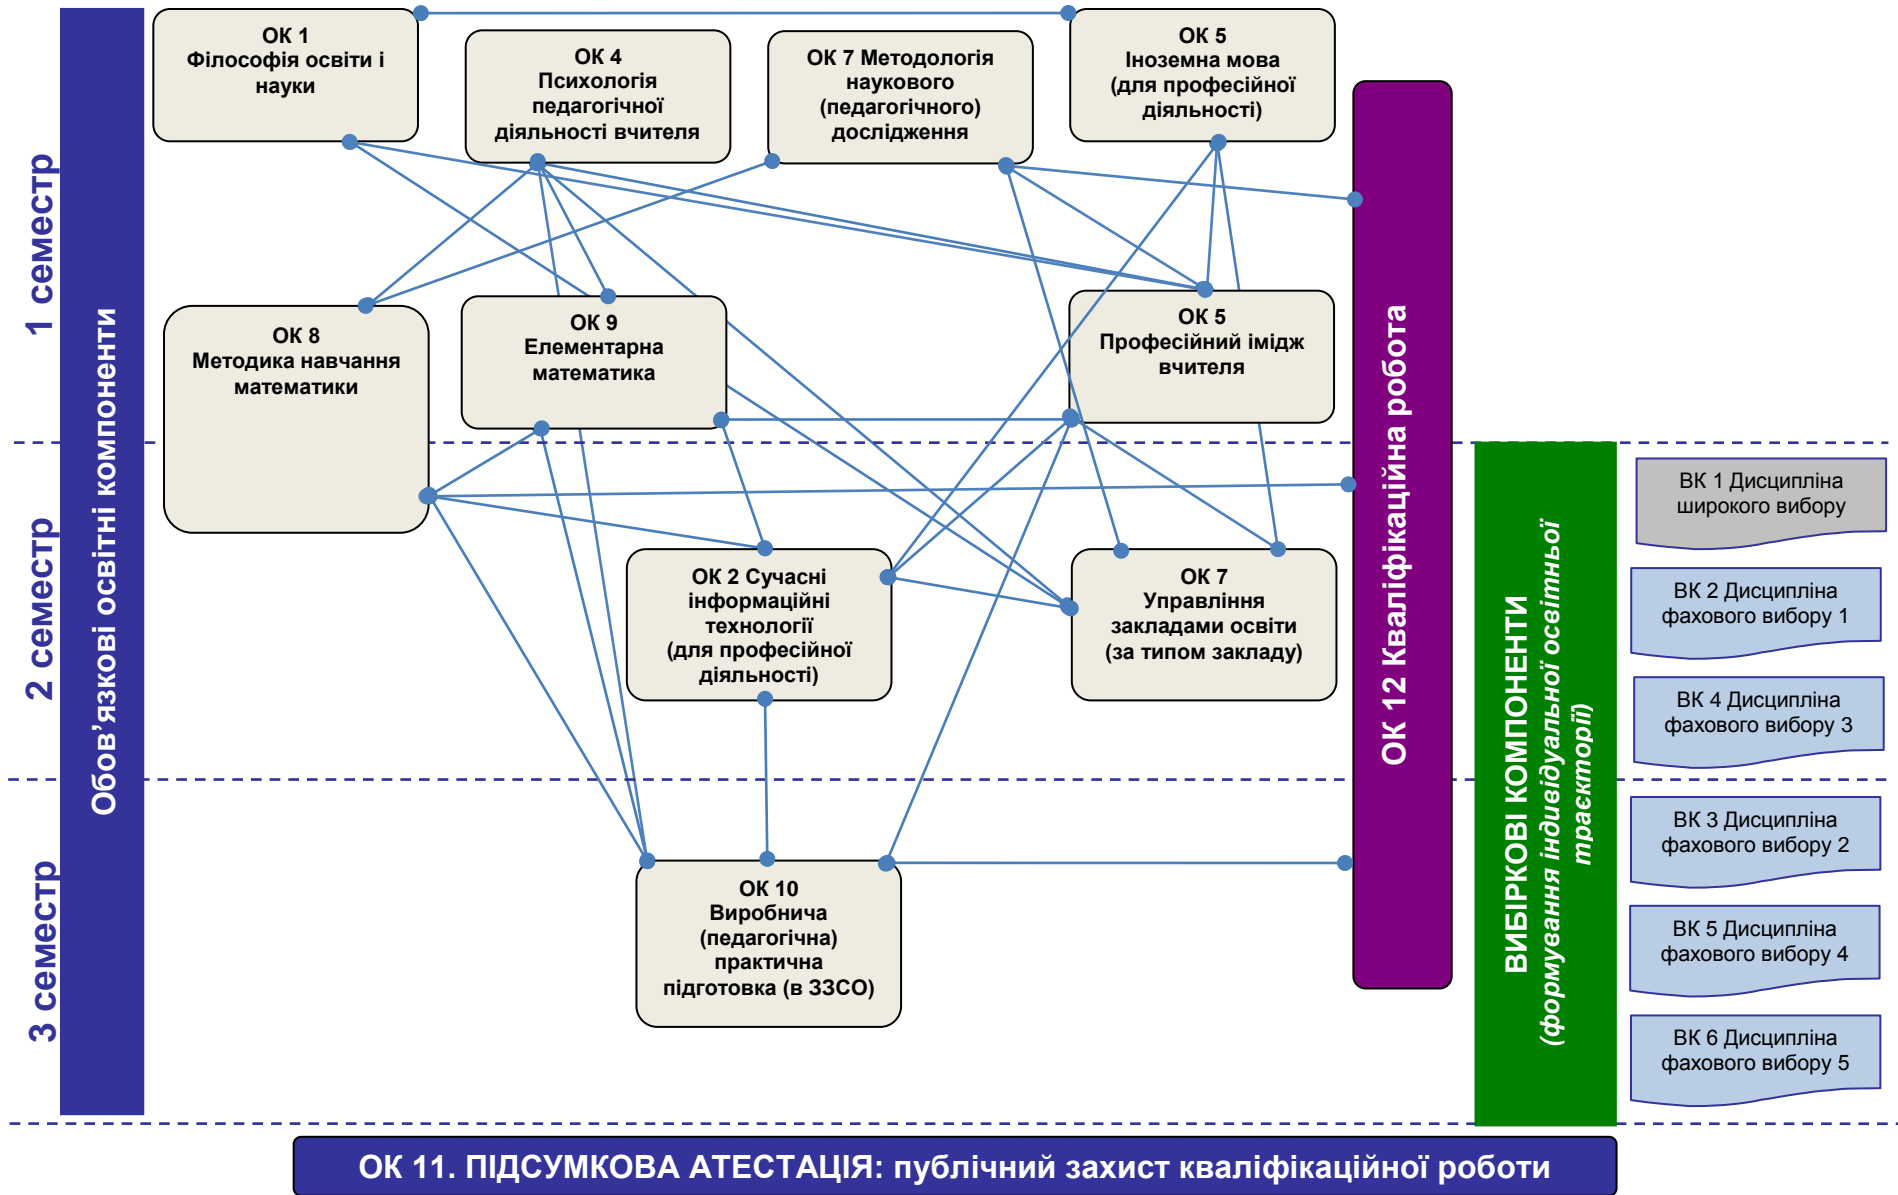 1 семестр
2 семестр
3 семестр
Обов’язкові освітні компоненти
ОК 1
Філософія освіти і
науки
ОК 4
Психологія
педагогічної
діяльності вчителя
ОК 7 Методологія
наукового
(педагогічного)
дослідження
ОК 5
Іноземна мова
(для професійної
діяльності)
ОК 8
Методика навчання
математики
ОК 9
Елементарна
математика
ОК 5
Професійний імідж
вчителя
ОК 2 Сучасні
інформаційні
технології
(для професійної
діяльності)
ОК 7
Управління
закладами освіти
(за типом закладу)
ОК 10
Виробнича
(педагогічна)
практична
підготовка (в ЗЗСО)
ОК 12 Кваліфікаційна робота
ВИБІРКОВІ КОМПОНЕНТИ
(формування індивідуальної освітньої
траєкторії)
ВК 1 Дисципліна
широкого вибору
ВК 2 Дисципліна
фахового вибору 1
ВК 4 Дисципліна
фахового вибору 3
ВК 3 Дисципліна
фахового вибору 2
ВК 5 Дисципліна
фахового вибору 4
ВК 6 Дисципліна
фахового вибору 5
ОК 11. ПІДСУМКОВА АТЕСТАЦІЯ: публічний захист кваліфікаційної роботи